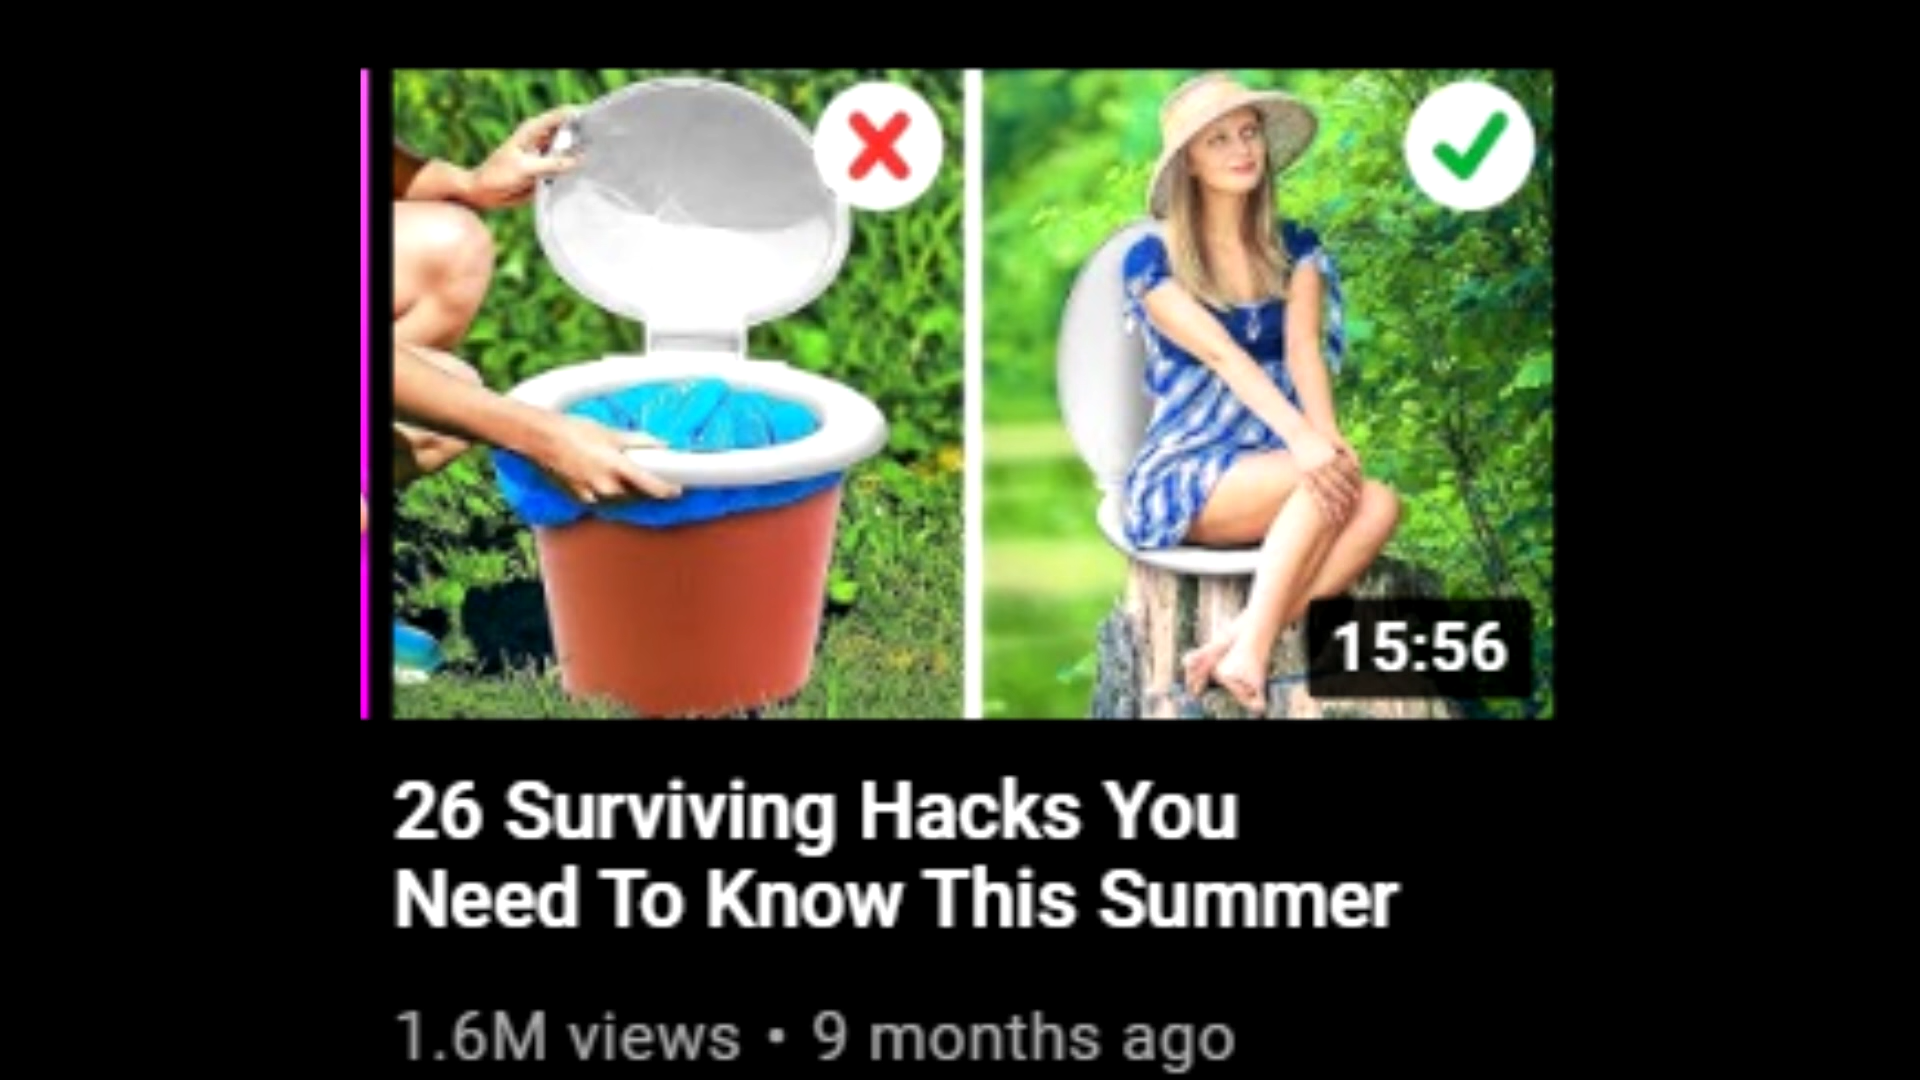 15:56
26 Surviving Hacks You
Need To Know This Summer
1.6M views • 9 months ago